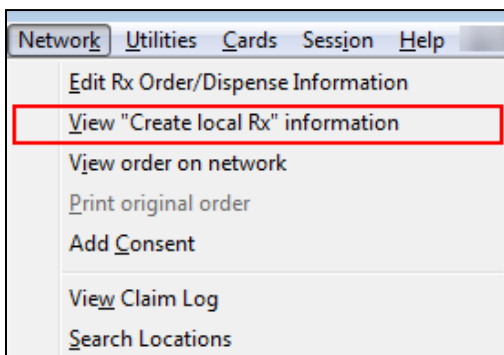 Network Utilities Cards Session Help
Edit Rx Order/Dispense Information
View "Create local Rx" information
View order on network
Print original order
Add Consent
View Claim Log
Search Locations